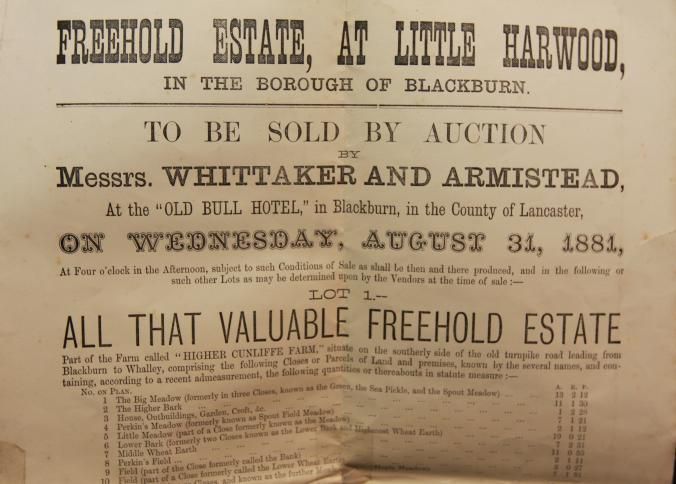 FREEHOLD ESTATE, AT LITTLE HARWOOD,
IN THE BOROUGH OF BLACKBURN.
TO BE SOLD BY AUCTION
BY
Messrs. WHITTAKER AND ARMISTEAD,
At the "OLD BULL HOTEL," in Blackburn, in the County of Lancaster,
ON WEDNESDAY, AUGUST 31, 1881,
At Four o'clock in the Afternoon, subject to such Conditions of Sale as shall be then and there produced, and in the following or
such other Lots as may be determined upon by the Vendors at the time of sale:—
LOT 1.--
ALL THAT VALUABLE FREEHOLD ESTATE
Part of the Farm called "HIGHER CUNLIFFE FARM," situate on the southerly side of the old turnpike road leading from
Blackburn to Whalley, comprising the following Closes or Parcels of Land and premises, known by the several names, and con-
taining, according to a recent admeasurement, the following quantities or thereabouts in statute measure:—
No. ON PLAN. A. R. P.
1 The Big Meadow (formerly in three Closes, known as the Green, the Sea Pickle, and the Spout Meadow) 13 2 12
2 The Higher Bark ... 11 1 30
3 House, Outbuildings, Garden, Croft, &c. 1 2 28
4 Perkin's Meadow (formerly known as Spout Field Meadow) 7 1 21
5 Little Meadow (part of a Close formerly known as the Meadow) 1 1 12
6 Lower Bark (formerly two Closes known as the Lower Bark and Highmost Wheat Earth) 10 0 21
7 Middle Wheat Earth 7 2 31
8 Perkin's Field ... 11 0
9 Field (part of the Close formerly called the Bank) 2 1 11
10 Field (part of a Close formerly called the Lower Wheat Earth) 0 27
Closes, and known as the further Meadow)